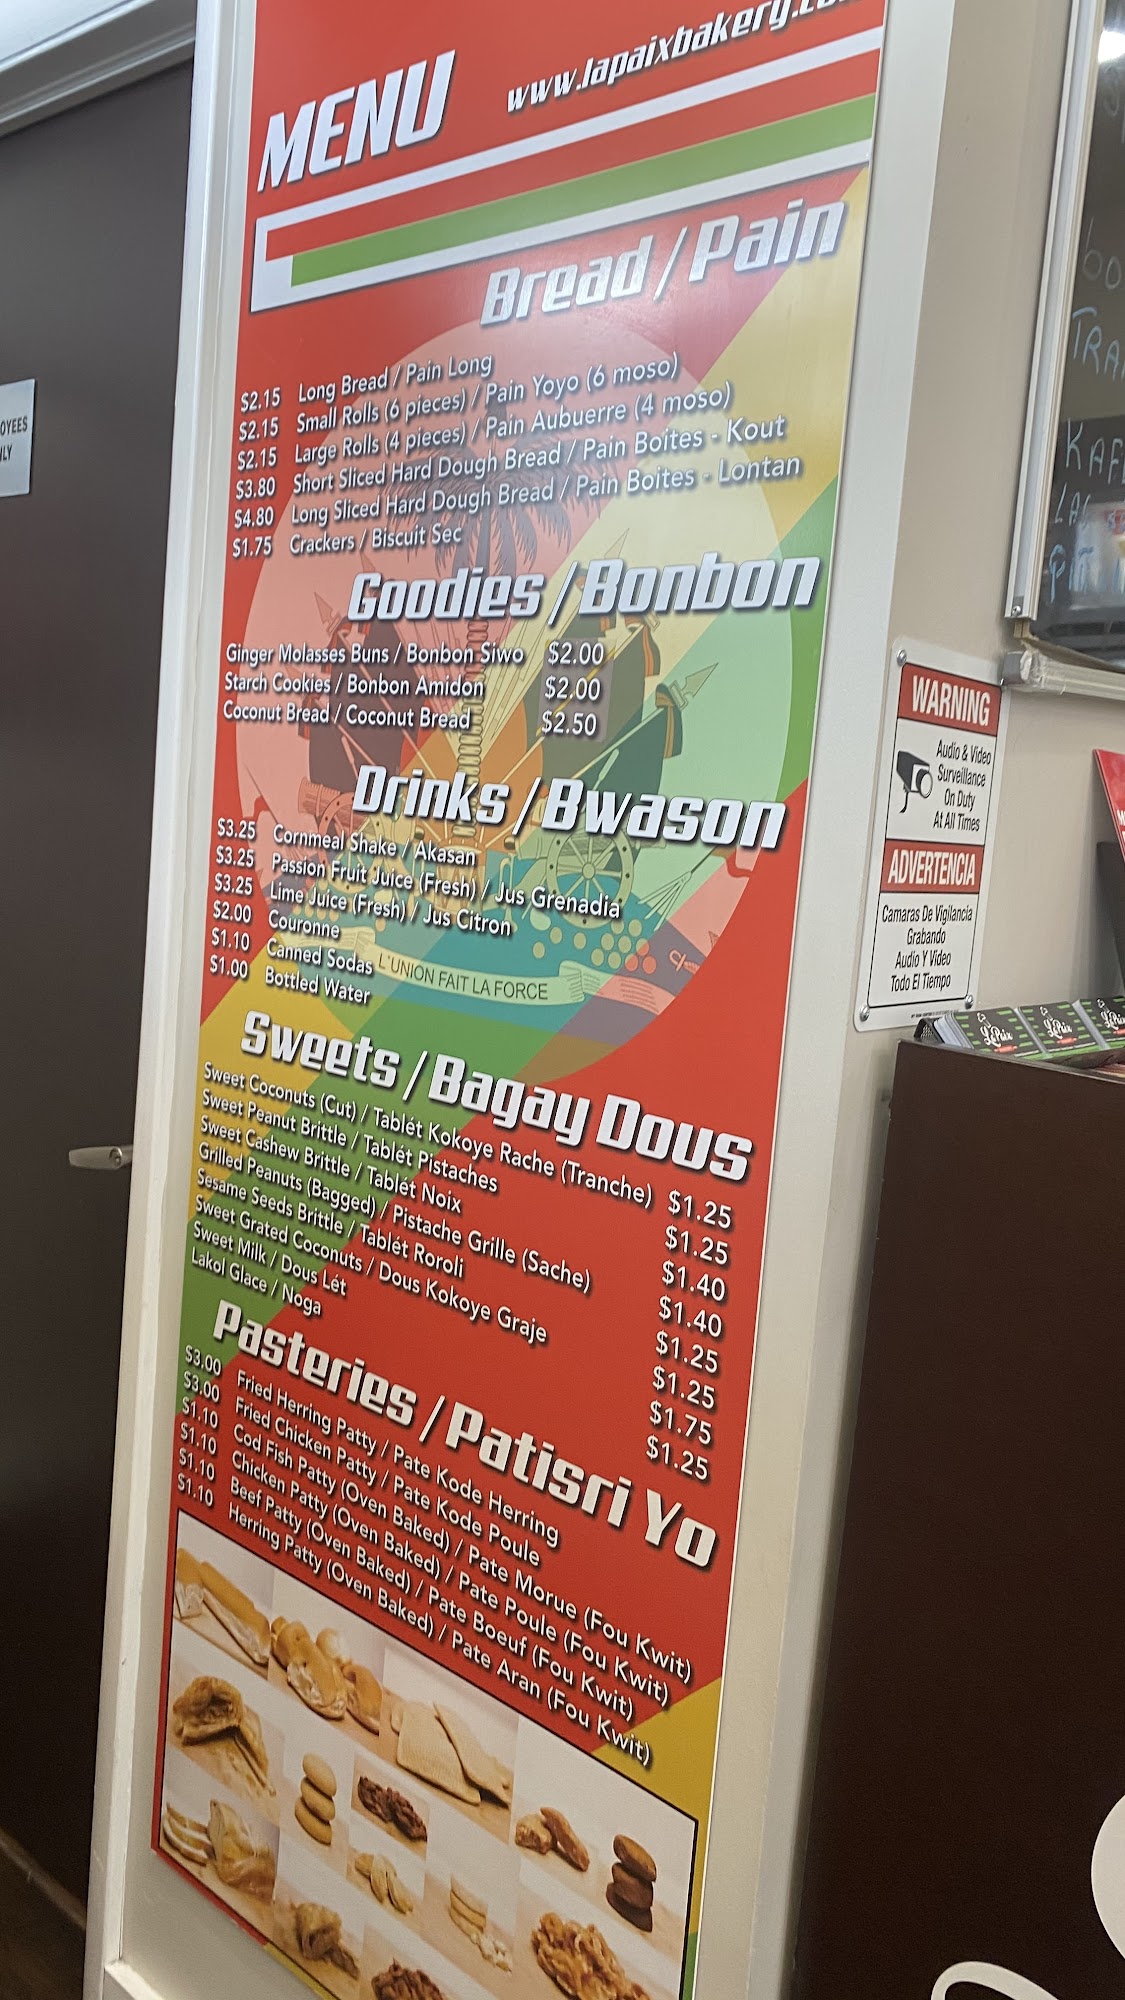 www.lapaixbakery.co
MENU
Bread / Pain
$2.15 Long Bread / Pain Long
$2.15 Small Rolls (6 pieces) / Pain Yoyo (6 moso)
$2.15 Large Rolls (4 pieces) / Pain Aubuerre (4 moso)
$3.80 Short Sliced Hard Dough Bread / Pain Boites - Kout
$4.80 Long Sliced Hard Dough Bread / Pain Boites - Lontan
$1.75 Crackers / Biscuit Sec
Goodies / Bonbon
Ginger Molasses Buns / Bonbon Siwo $2.00
Starch Cookies / Bonbon Amidon $2.00
Coconut Bread / Coconut Bread $2.50
Drinks / Bwason
$3.25 Cornmeal Shake / Akasan
$3.25 Passion Fruit Juice (Fresh) / Jus Grenadia
$3.25 Lime Juice (Fresh) / Jus Citron
$2.00 Couronne
$1.10 Canned Sodas
$1.00 Bottled Water
L'UNION FAIT LA FORCE
Sweets / Bagay Dous
Sweet Coconuts (Cut) / Tablét Kokoye Rache (Tranche) $1.25
Sweet Peanut Brittle / Tablét Pistaches $1.25
Sweet Cashew Brittle / Tablét Noix $1.40
Grilled Peanuts (Bagged) / Pistache Grille (Sache) $1.40
Sesame Seeds Brittle / Tablét Roroli $1.25
Sweet Grated Coconuts / Dous Kokoye Graje $1.25
Sweet Milk / Dous Lét $1.75
Lakol Glace / Noga $1.25
Pasteries / Patisri Yo
$3.00 Fried Herring Patty / Pate Kode Herring
$3.00 Fried Chicken Patty / Pate Kode Poule
$1.10 Cod Fish Patty (Oven Baked) / Pate Morue (Fou Kwit)
$1.10 Chicken Patty (Oven Baked) / Pate Poule (Fou Kwit)
$1.10 Beef Patty (Oven Baked) / Pate Boeuf (Fou Kwit)
$1.10 Herring Patty (Oven Baked) / Pate Aran (Fou Kwit)
OYEES
LY
WARNING
Audio & Video
Surveillance
On Duty
At All Times
ADVERTENCIA
Camaras De Vigilancia
Grabando
Audio Y Video
Todo El Tiempo
TRA
KAF
LaPaix
LaPaix
LaPaix